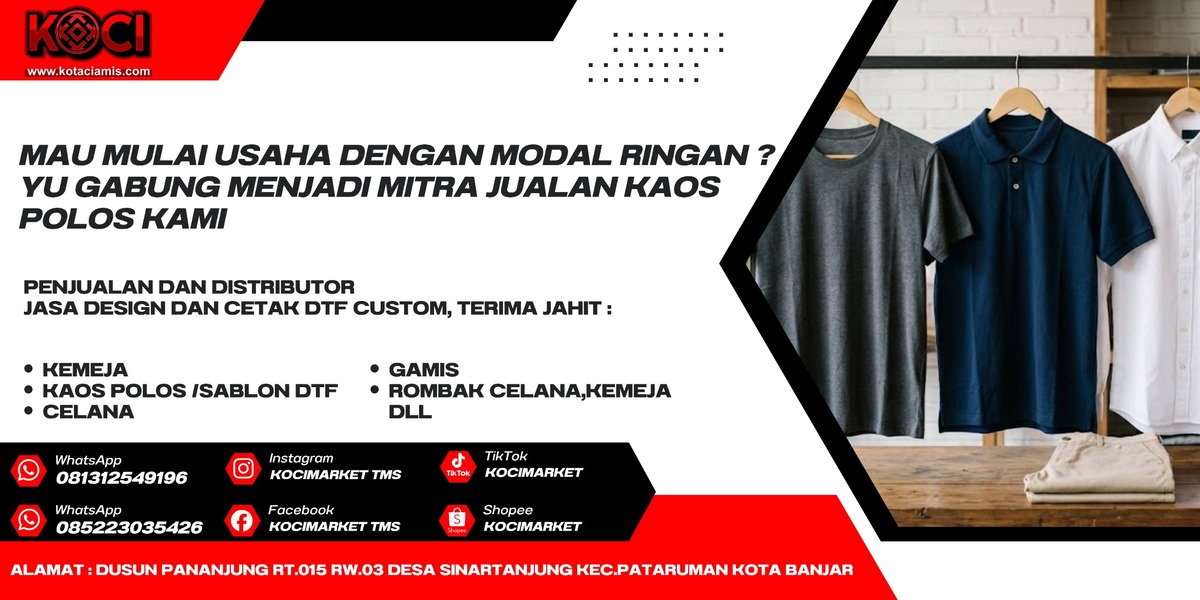 KOCI
www.kotaciamis.com
MAU MULAI USAHA DENGAN MODAL RINGAN ?
YU GABUNG MENJADI MITRA JUALAN KAOS
POLOS KAMI
PENJUALAN DAN DISTRIBUTOR
JASA DESIGN DAN CETAK DTF CUSTOM, TERIMA JAHIT :
• KEMEJA
• KAOS POLOS /SABLON DTF
• CELANA
• GAMIS
• ROMBAK CELANA,KEMEJA
DLL
WhatsApp
081312549196
Instagram
KOCIMARKET TMS
TikTok
TikTok
KOCIMARKET
WhatsApp
085223035426
Facebook
KOCIMARKET TMS
Shopee
Shopee
KOCIMARKET
ALAMAT : DUSUN PANANJUNG RT.015 RW.03 DESA SINARTANJUNG KEC.PATARUMAN KOTA BANJAR